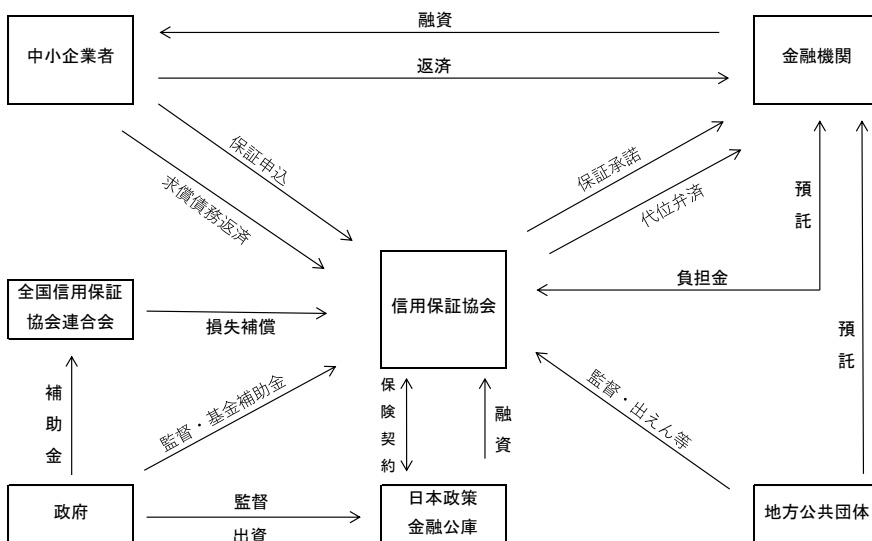 融資
中小企業者
金融機関
返済
保証申込
求償債務返済
保証承諾
代位弁済
預託
負担金
全国信用保証
協会連合会
損失補償
信用保証協会
預託
補助金
監督・基金補助金
保険契約
融資
監督・出えん等
政府
監督
出資
日本政策
金融公庫
地方公共団体